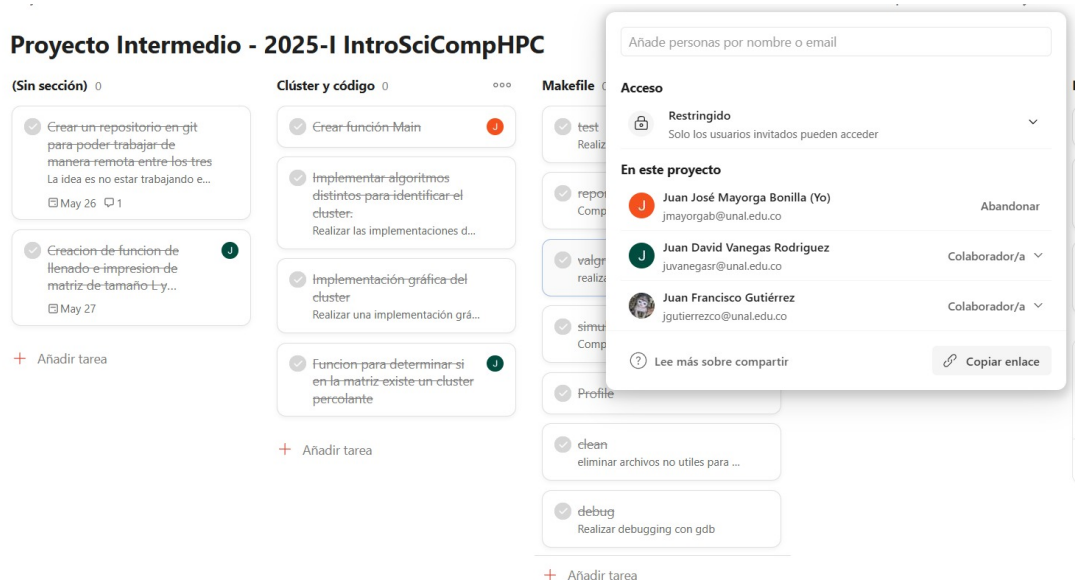 Proyecto Intermedio - 2025-I IntroSciCompHPC
(Sin sección) 0
Crear un repositorio en git
para poder trabajar de
manera remota entre los tres
La idea es no estar trabajando e...
May 26 1
Creacion de funcion de
llenado e impresion de
matriz de tamaño L y...
J
May 27
Añadir tarea
Clúster y código 0
Crear función Main
J
Implementar algoritmos
distintos para identificar el
cluster.
Realizar las implementaciones d...
Implementación gráfica del
cluster
Realizar una implementación grá...
Funcion para determinar si
en la matriz existe un cluster
percolante
J
Añadir tarea
Makefile
test
Realiz
repor
Comp
valgr
realiza
simu
Comp
Profile
clean
eliminar archivos no utiles para ...
debug
Realizar debugging con gdb
Añadir tarea
Añade personas por nombre o email
Acceso
Restringido
Solo los usuarios invitados pueden acceder
En este proyecto
J
Juan José Mayorga Bonilla (Yo)
jmayorgab@unal.edu.co
Abandonar
J
Juan David Vanegas Rodriguez
juvanegasr@unal.edu.co
Colaborador/a
Juan Francisco Gutiérrez
jgutierrezco@unal.edu.co
Colaborador/a
? Lee más sobre compartir
Copiar enlace